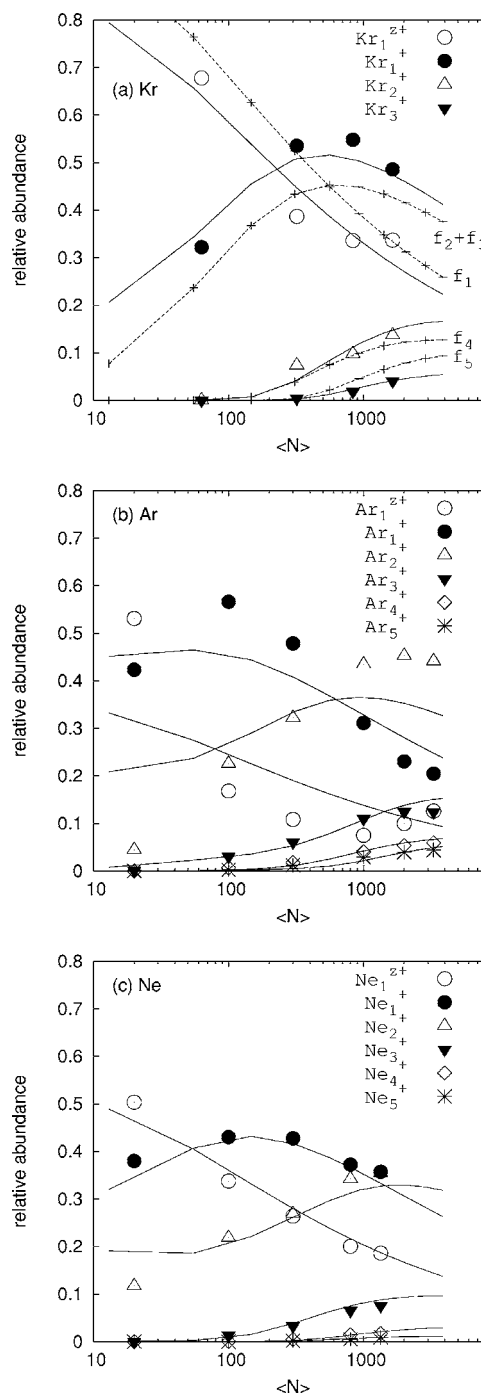 0.8
0.7
0.6
0.5
0.4
0.3
0.2
0.1
0
relative abundance
(a) Kr
Kr₁ᶻ⁺
Kr₁⁺
Kr₂⁺
Kr₃⁺
f₁
f₄
f₅
10
100
1000
<N>
0.8
0.7
0.6
0.5
0.4
0.3
0.2
0.1
0
relative abundance
(b) Ar
Ar₁ᶻ⁺
Ar₁⁺
Ar₂⁺
Ar₃⁺
Ar₄⁺
Ar₅⁺
10
100
1000
<N>
0.8
0.7
0.6
0.5
0.4
0.3
0.2
0.1
0
relative abundance
(c) Ne
Ne₁ᶻ⁺
Ne₁⁺
Ne₂⁺
Ne₃⁺
Ne₄⁺
Ne₅⁺
10
100
1000
<N>